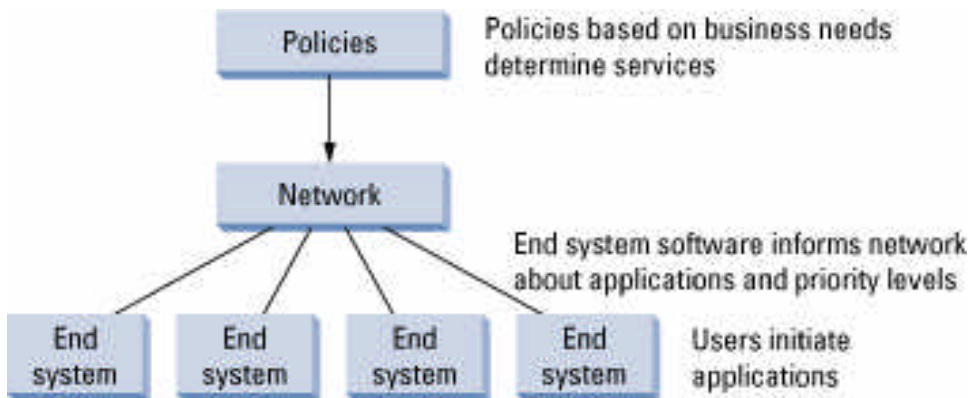 Policies
Policies based on business needs
determine services
Network
End system software informs network
about applications and priority levels
End
system
End
system
End
system
End
system
Users initiate
applications